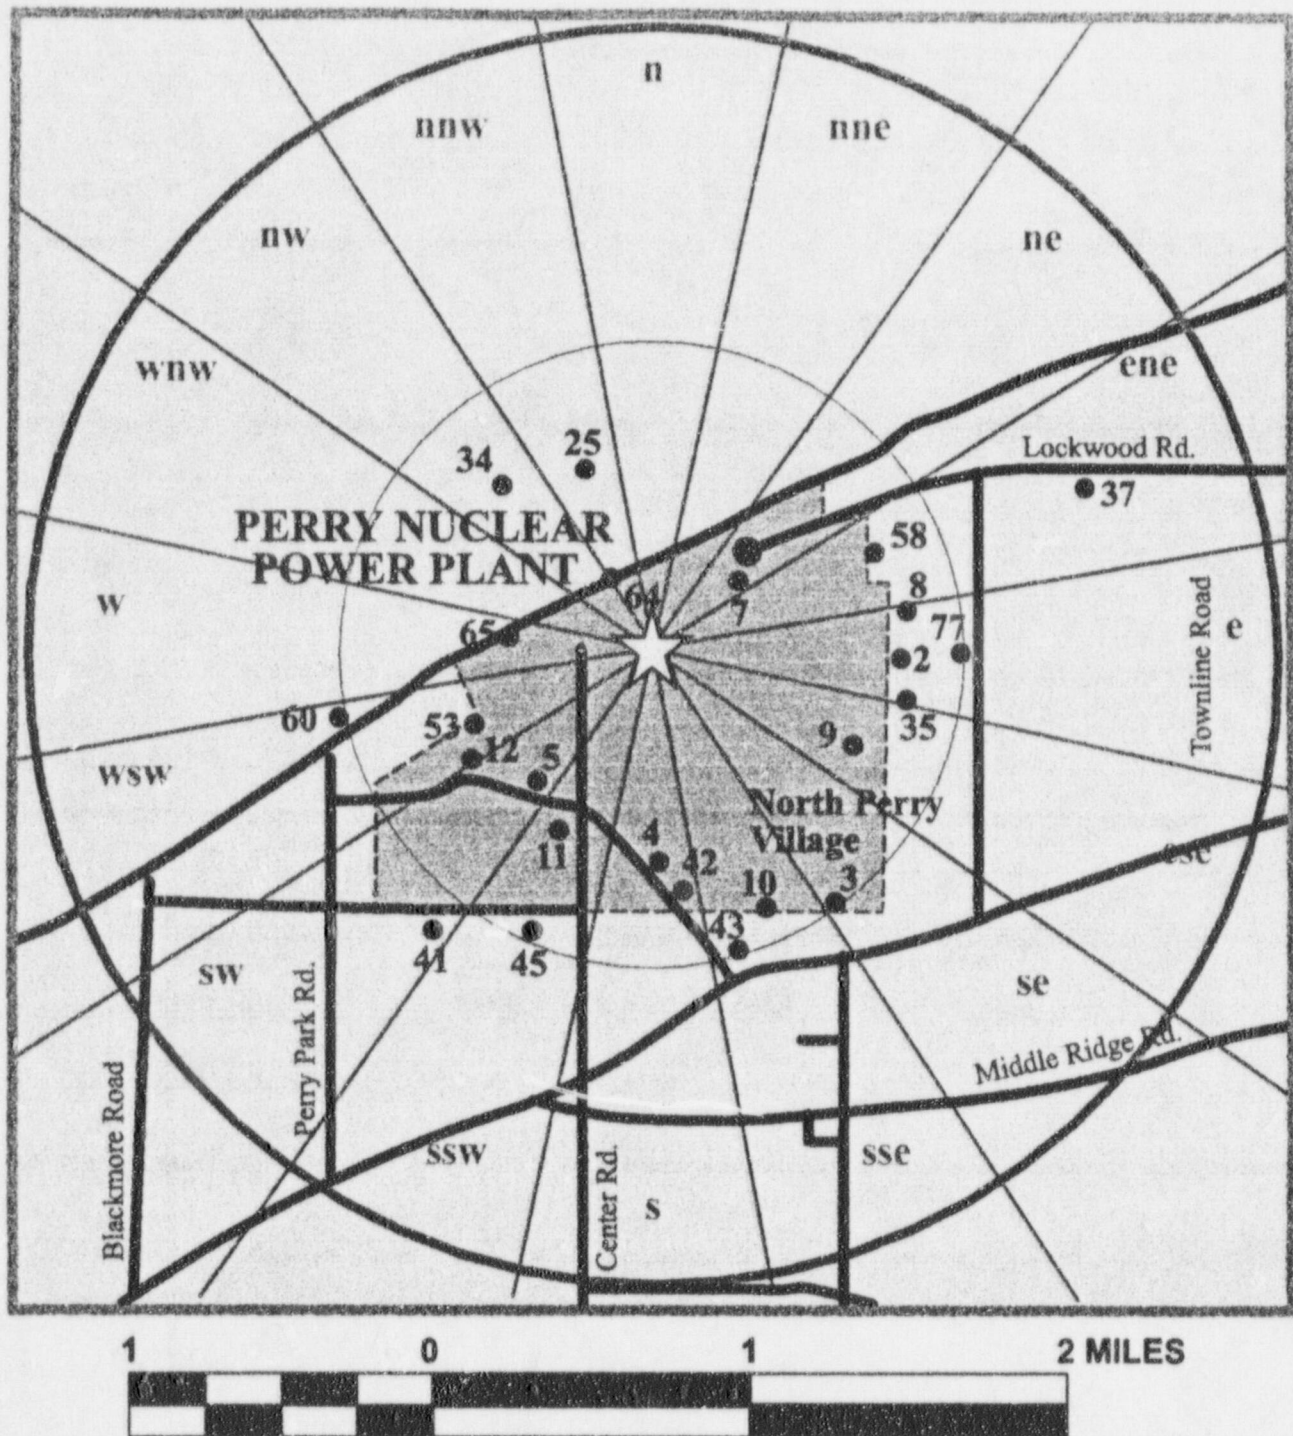 n
nnw
nne
nw
ne
wnw
ene
Lockwood Rd.
34
25
37
PERRY NUCLEAR
POWER PLANT
58
64
7
8
w
65
77
e
2
Townline Road
60
53
35
9
12
5
wsw
North Perry
Village
4
11
42
ese
10
3
43
41
45
sw
Perry Park Rd.
se
Middle Ridge Rd.
Blackmore Road
ssw
sse
Center Rd.
s
1 0 1 2 MILES